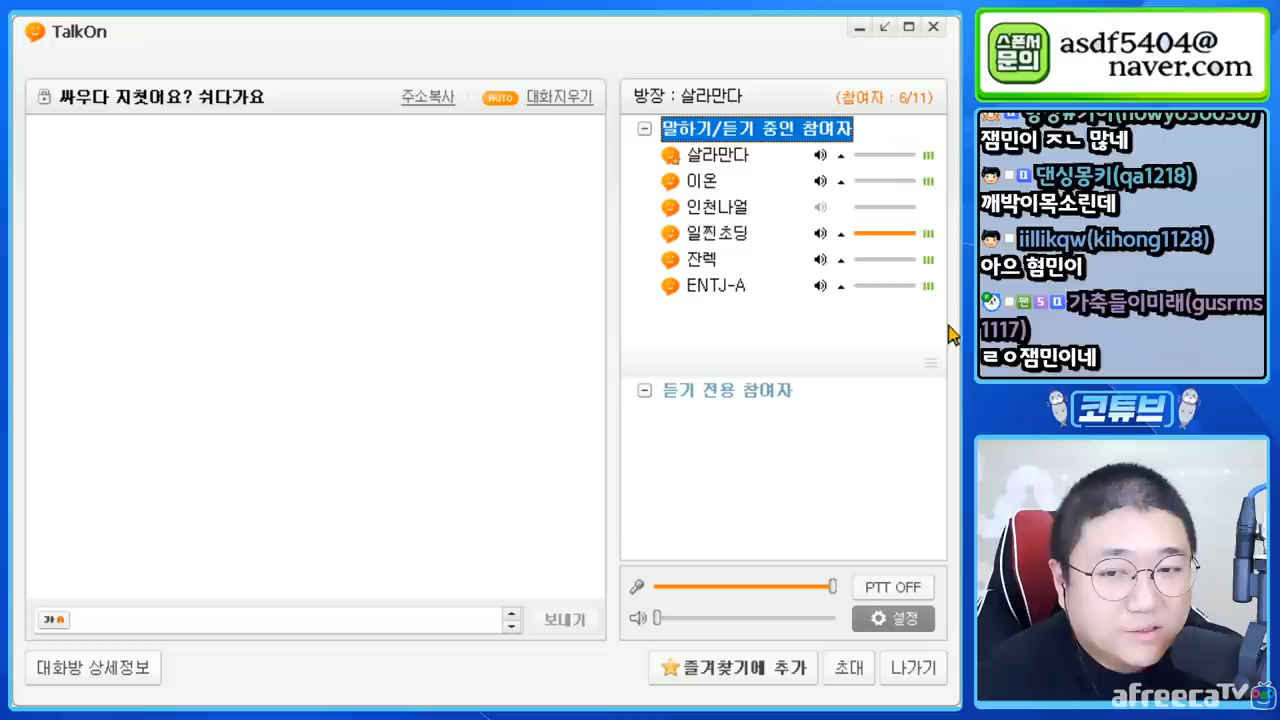 TalkOn
싸우다 지첫여요? 쉬다가요
주소복사
AUTO 대화지우기
방장 : 살라만다
(참여자 : 6/11)
말하기/듣기 중인 참여자
살라만다
이온
인천나얼
일찐초딩
잔렉
ENTJ-A
듣기 전용 참여자
가A
보내기
PTT OFF
설정
대화방 상세정보
즐겨찾기에 추가
초대
나가기
스폰서
문의
asdf5404@
naver.com
잼민이 ㅈㄴ 많네
댄싱몽키(qa1218)
깨박이목소린데
iillikqw(kihong1128)
아으 혐민이
팬 5 가축들이미래(gusrms
1117)
ㄹㅇ잼민이네
코튜브
afreecaTV